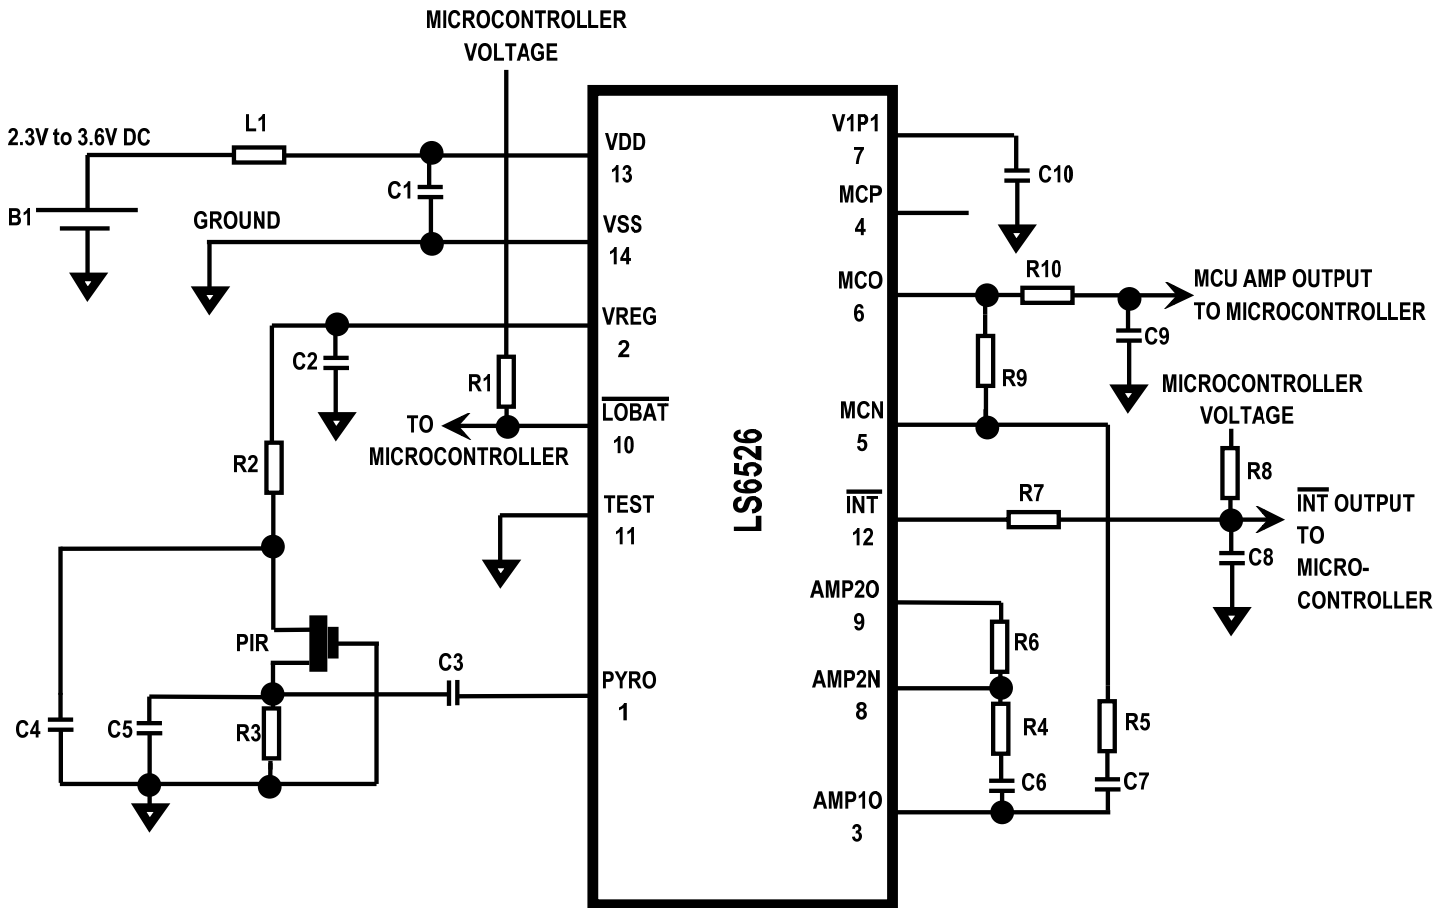 MICROCONTROLLER
VOLTAGE
2.3V to 3.6V DC
L1
B1
C1
GROUND
C2
R1
TO
MICROCONTROLLER
R2
PIR
C3
C4
C5
R3
VDD
13
VSS
14
VREG
2
LOBAT
10
TEST
11
PYRO
1
LS6526
V1P1
7
MCP
4
MCO
6
MCN
5
INT
12
AMP2O
9
AMP2N
8
AMP1O
3
C10
R10
MCU AMP OUTPUT
TO MICROCONTROLLER
C9
R9
MICROCONTROLLER
VOLTAGE
R8
R7
INT OUTPUT
TO
MICRO-
CONTROLLER
C8
R6
R4
R5
C6
C7